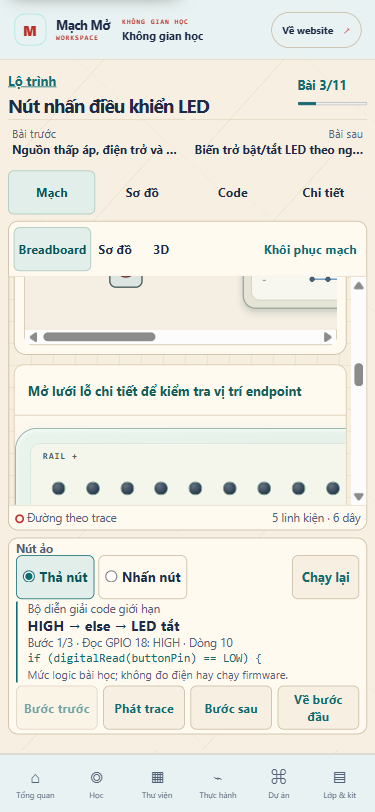 M
Mạch Mở
WORKSPACE
KHÔNG GIAN HỌC
Không gian học
Về website ↗
Lộ trình
Nút nhấn điều khiển LED
Bài 3/11
Bài trước
Nguồn thấp áp, điện trở và ...
Bài sau
Biến trở bật/tắt LED theo ng...
Mạch
Sơ đồ
Code
Chi tiết
Breadboard
Sơ đồ
3D
Khôi phục mạch
-
Mở lưới lỗ chi tiết để kiểm tra vị trí endpoint
RAIL +
Đường theo trace
5 linh kiện · 6 dây
Nút ảo
Thả nút
Nhấn nút
Chạy lại
Bộ diễn giải code giới hạn
HIGH → else → LED tắt
Bước 1/3 · Đọc GPIO 18: HIGH · Dòng 10
if (digitalRead(buttonPin) == LOW) {
Mức logic bài học; không đo điện hay chạy firmware.
Bước trước
Phát trace
Bước sau
Về bước
đầu
Tổng quan
Học
Thư viện
Thực hành
Dự án
Lớp & kit